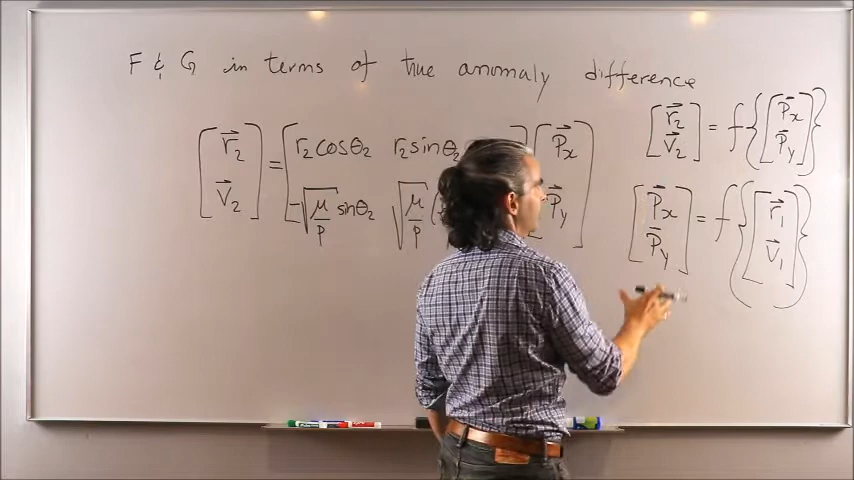 F & G in terms of true anomaly difference
[r⃗₂ v⃗₂] = [r₂cosθ₂ r₂sinθ₂ -√(μ/p) sinθ₂ √(μ/p) (] [P⃗x P⃗y]
[r⃗₂ v⃗₂] = f{[P⃗x P⃗y]}
[P⃗x P⃗y] = f{[r⃗₁ v⃗₁]}